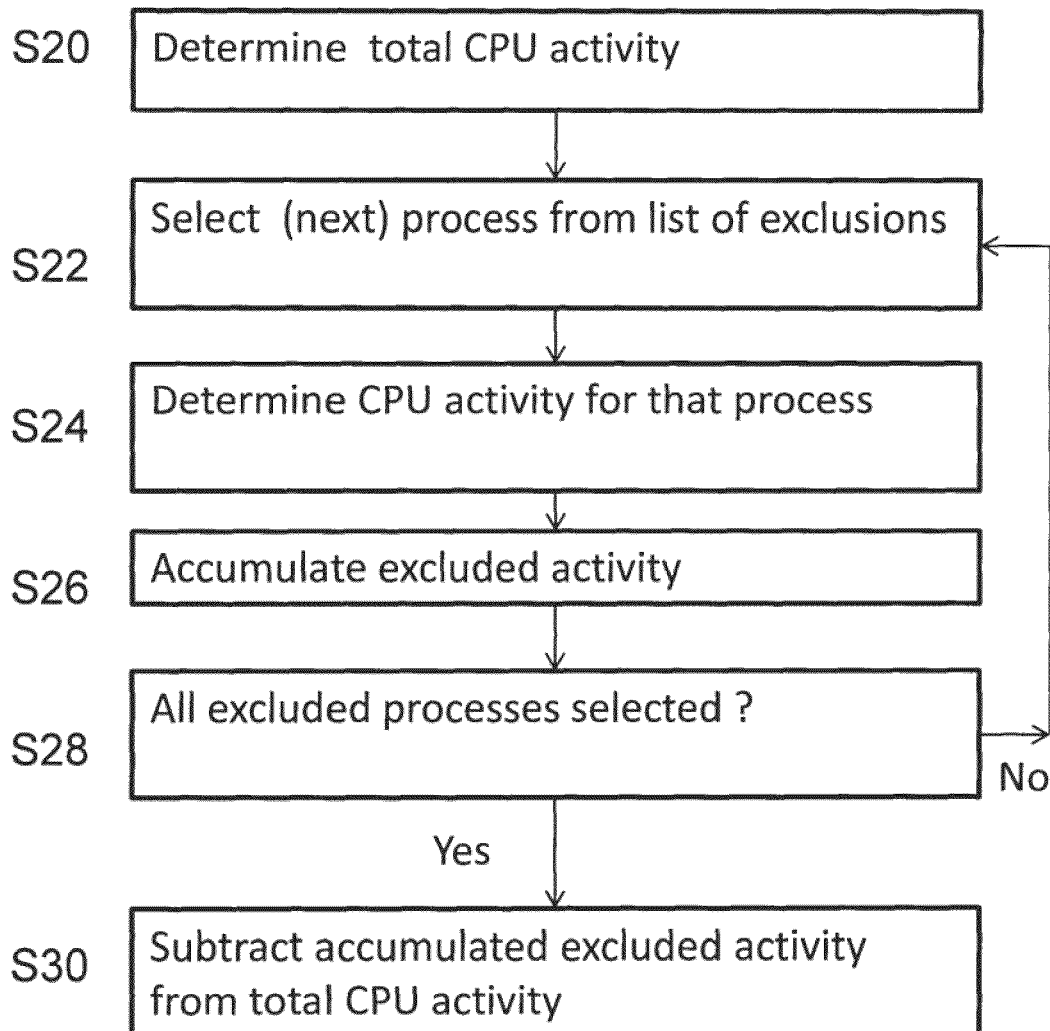 S20
Determine total CPU activity
Select (next) process from list of exclusions
S22
Determine CPU activity for that process
S24
Accumulate excluded activity
S26
All excluded processes selected ?
S28
No
Yes
Subtract accumulated excluded activity
S30
from total CPU activity